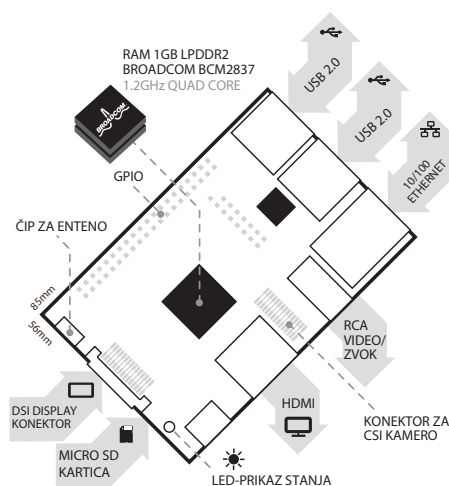 RAM 1GB LPDDR2
BROADCOM BCM2837
1.2GHz QUAD CORE
BROADCOM
USB 2.0
USB 2.0
10/100
ETHERNET
GPIO
ČIP ZA ENTENO
85mm
56mm
RCA
VIDEO/
ZVOK
DSI DISPLAY
KONEKTOR
HDMI
KONEKTOR ZA
CSI KAMERO
MICRO SD
KARTICA
LED-PRIKAZ STANJA